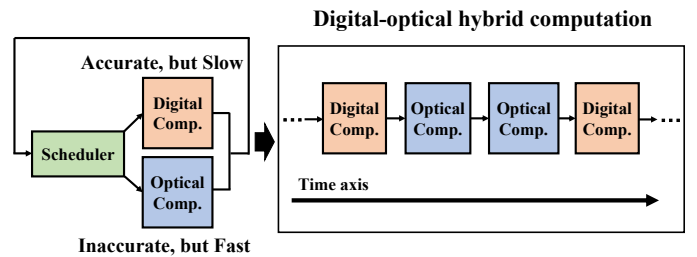 Digital-optical hybrid computation
Accurate, but Slow
Digital
Comp.
Scheduler
Optical
Comp.
Inaccurate, but Fast
Digital
Comp.
Optical
Comp.
Optical
Comp.
Digital
Comp.
Time axis